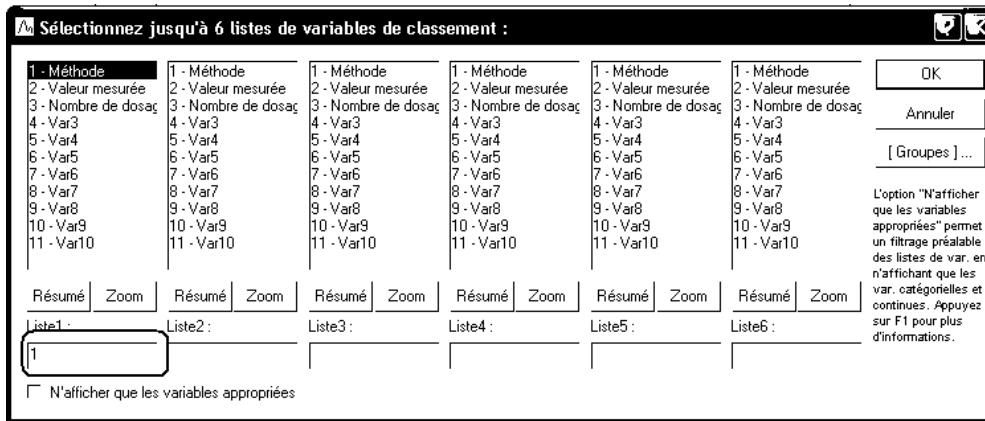 Sélectionnez jusqu'à 6 listes de variables de classement :
1 - Méthode
2 - Valeur mesurée
3 - Nombre de dosag
4 - Var3
5 - Var4
6 - Var5
7 - Var6
8 - Var7
9 - Var8
10 - Var9
11 - Var10
1 - Méthode
2 - Valeur mesurée
3 - Nombre de dosag
4 - Var3
5 - Var4
6 - Var5
7 - Var6
8 - Var7
9 - Var8
10 - Var9
11 - Var10
1 - Méthode
2 - Valeur mesurée
3 - Nombre de dosag
4 - Var3
5 - Var4
6 - Var5
7 - Var6
8 - Var7
9 - Var8
10 - Var9
11 - Var10
1 - Méthode
2 - Valeur mesurée
3 - Nombre de dosag
4 - Var3
5 - Var4
6 - Var5
7 - Var6
8 - Var7
9 - Var8
10 - Var9
11 - Var10
1 - Méthode
2 - Valeur mesurée
3 - Nombre de dosag
4 - Var3
5 - Var4
6 - Var5
7 - Var6
8 - Var7
9 - Var8
10 - Var9
11 - Var10
1 - Méthode
2 - Valeur mesurée
3 - Nombre de dosag
4 - Var3
5 - Var4
6 - Var5
7 - Var6
8 - Var7
9 - Var8
10 - Var9
11 - Var10
OK
Annuler
[ Groupes ] ...
L'option "N'afficher
que les variables
appropriées" permet
un filtrage préalable
des listes de var. en
n'affichant que les
var. catégorielles et
continues. Appuyez
sur F1 pour plus
d'informations.
Résumé Zoom Résumé Zoom Résumé Zoom Résumé Zoom Résumé Zoom Résumé Zoom
Liste1 : Liste2 : Liste3 : Liste4 : Liste5 : Liste6 :
1
N'afficher que les variables appropriées